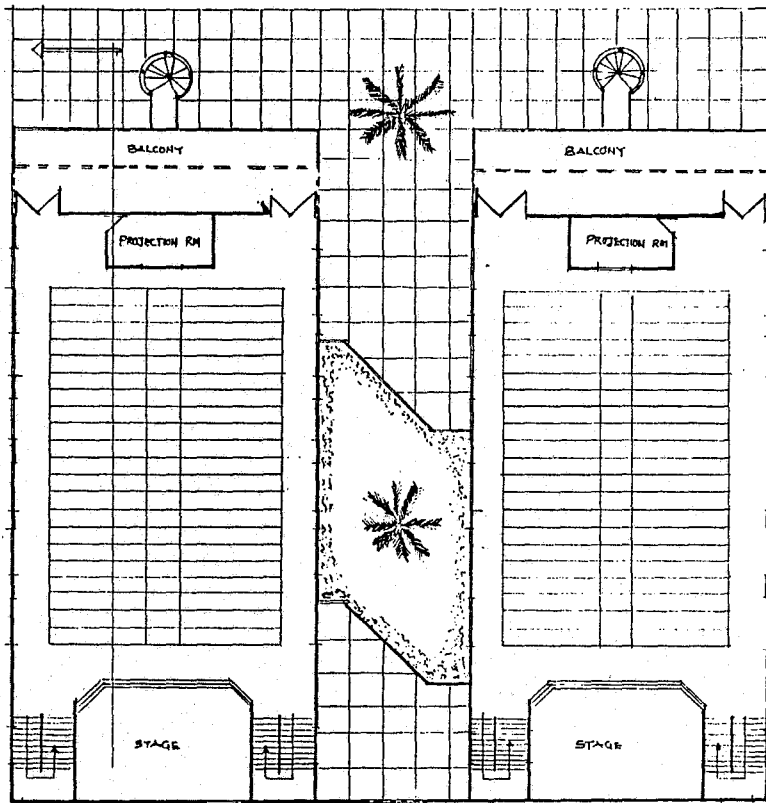 BALCONY
BALCONY
PROJECTION RM
PROJECTION RM
STAGE
STAGE